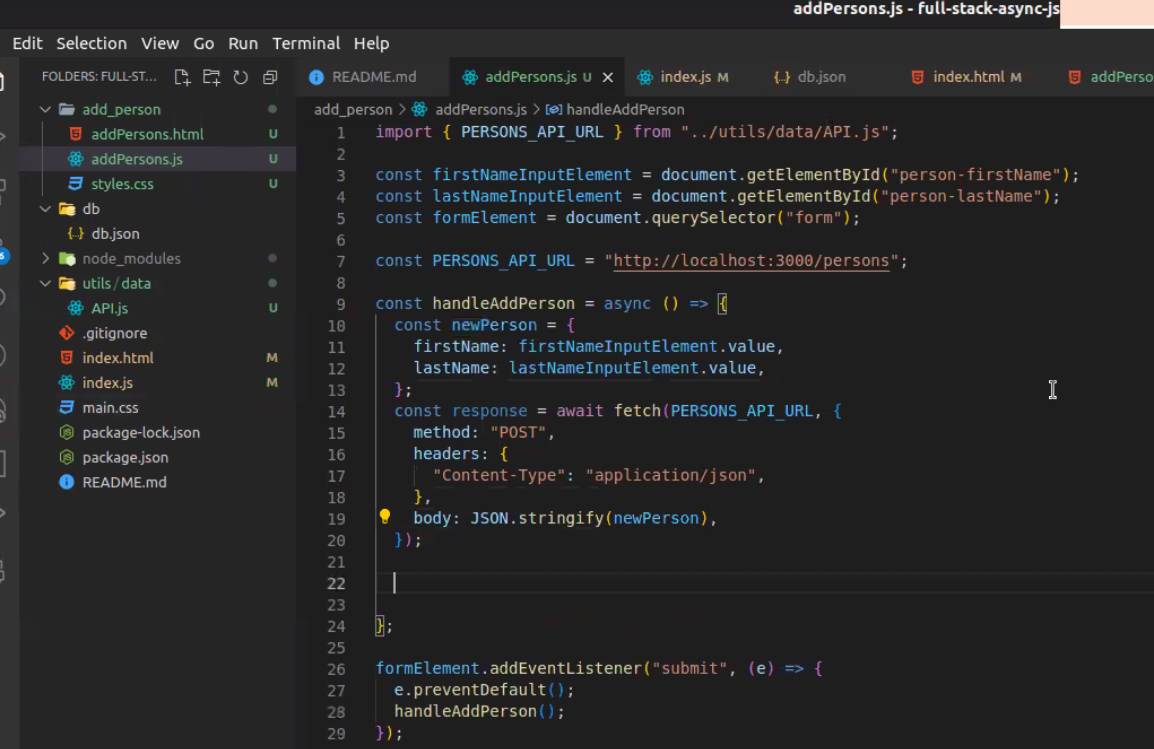 addPersons.js - full-stack-async-js
Edit Selection View Go Run Terminal Help
FOLDERS: FULL-ST...
add_person
addPersons.html U
addPersons.js U
styles.css U
db
{..} db.json
node_modules
utils/data
API.js U
.gitignore
index.html M
index.js M
main.css
package-lock.json
package.json
README.md
README.md addPersons.js U × index.js M {..} db.json index.html M addPerso
add_person > addPersons.js > handleAddPerson
1 import { PERSONS_API_URL } from "../utils/data/API.js";
2
3 const firstNameInputElement = document.getElementById("person-firstName");
4 const lastNameInputElement = document.getElementById("person-lastName");
5 const formElement = document.querySelector("form");
6
7 const PERSONS_API_URL = "http://localhost:3000/persons";
8
9 const handleAddPerson = async () => {
10 const newPerson = {
11 firstName: firstNameInputElement.value,
12 lastName: lastNameInputElement.value,
13 };
14 const response = await fetch(PERSONS_API_URL, {
15 method: "POST",
16 headers: {
17 "Content-Type": "application/json",
18 },
19 body: JSON.stringify(newPerson),
20 });
21
22
23
24 };
25
26 formElement.addEventListener("submit", (e) => {
27 e.preventDefault();
28 handleAddPerson();
29 });